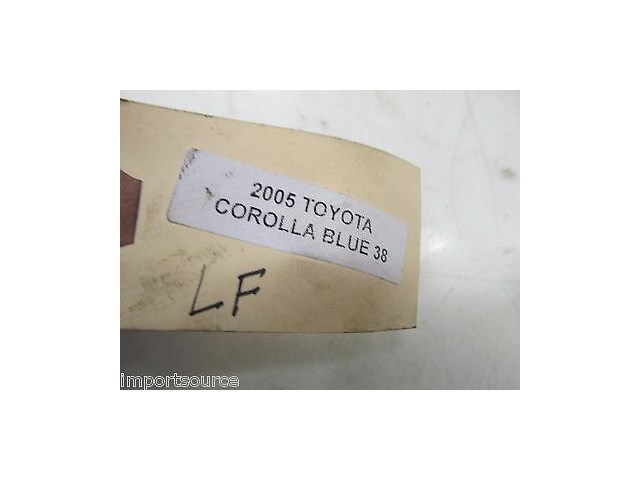 2005 TOYOTA
COROLLA BLUE 38
LF
importsource